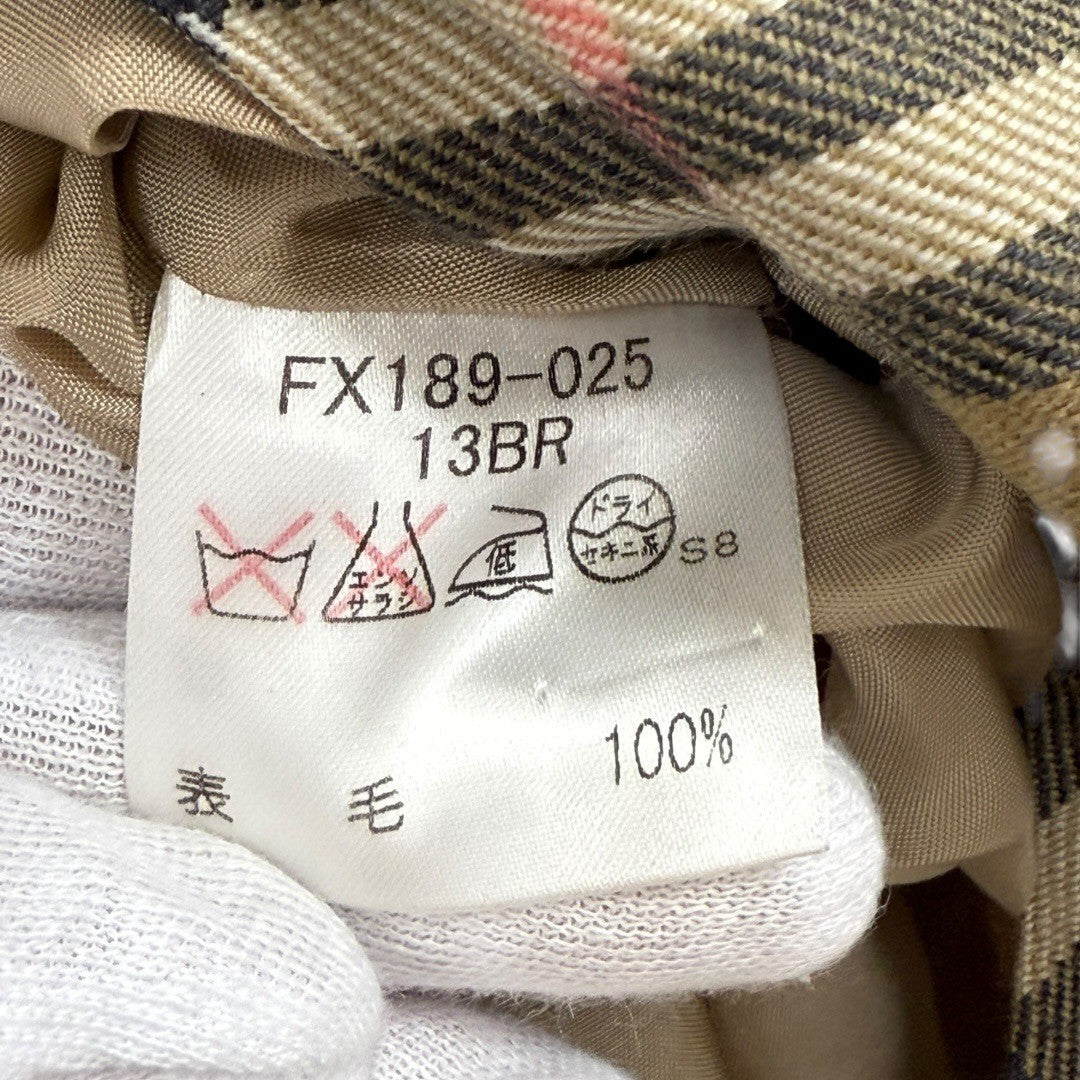 FX189-025
13BR
エンソ
サラシ
低
ドライ
セキユ系
S8
100%
表 毛